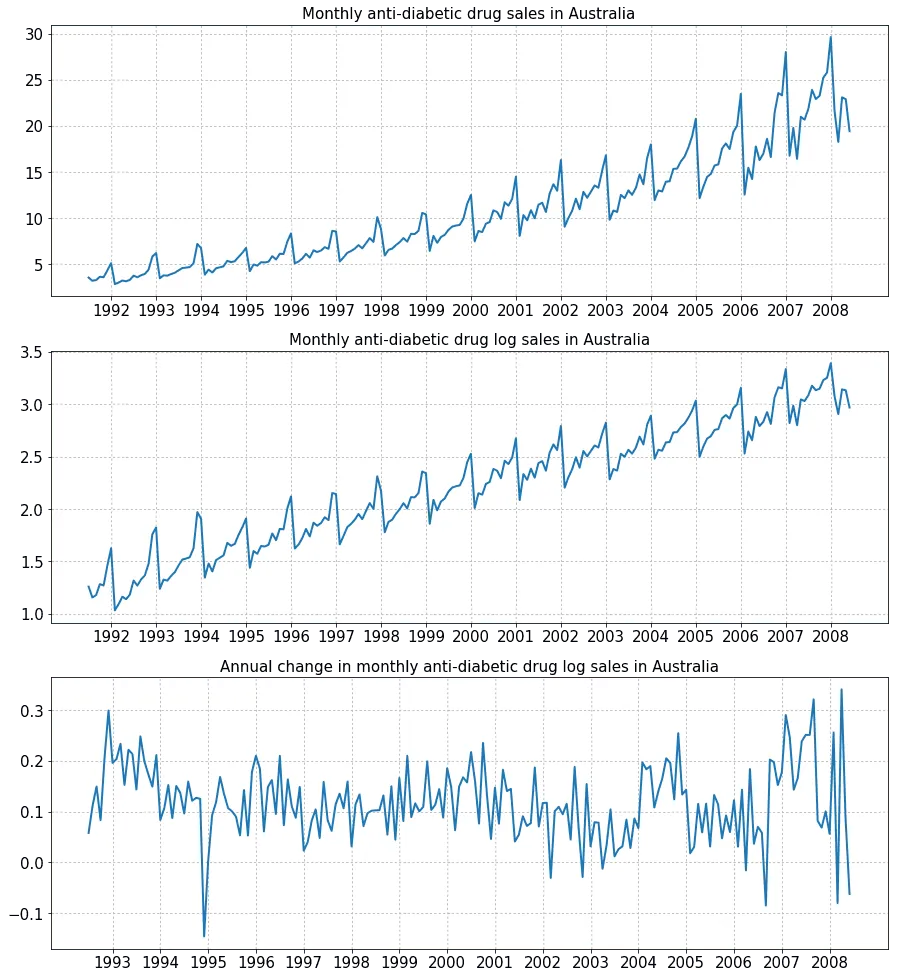 Monthly anti-diabetic drug sales in Australia
30
25
20
15
10
5
1992 1993 1994 1995 1996 1997 1998 1999 2000 2001 2002 2003 2004 2005 2006 2007 2008
Monthly anti-diabetic drug log sales in Australia
3.5
3.0
2.5
2.0
1.5
1.0
1992 1993 1994 1995 1996 1997 1998 1999 2000 2001 2002 2003 2004 2005 2006 2007 2008
Annual change in monthly anti-diabetic drug log sales in Australia
0.3
0.2
0.1
0.0
−0.1
1993 1994 1995 1996 1997 1998 1999 2000 2001 2002 2003 2004 2005 2006 2007 2008